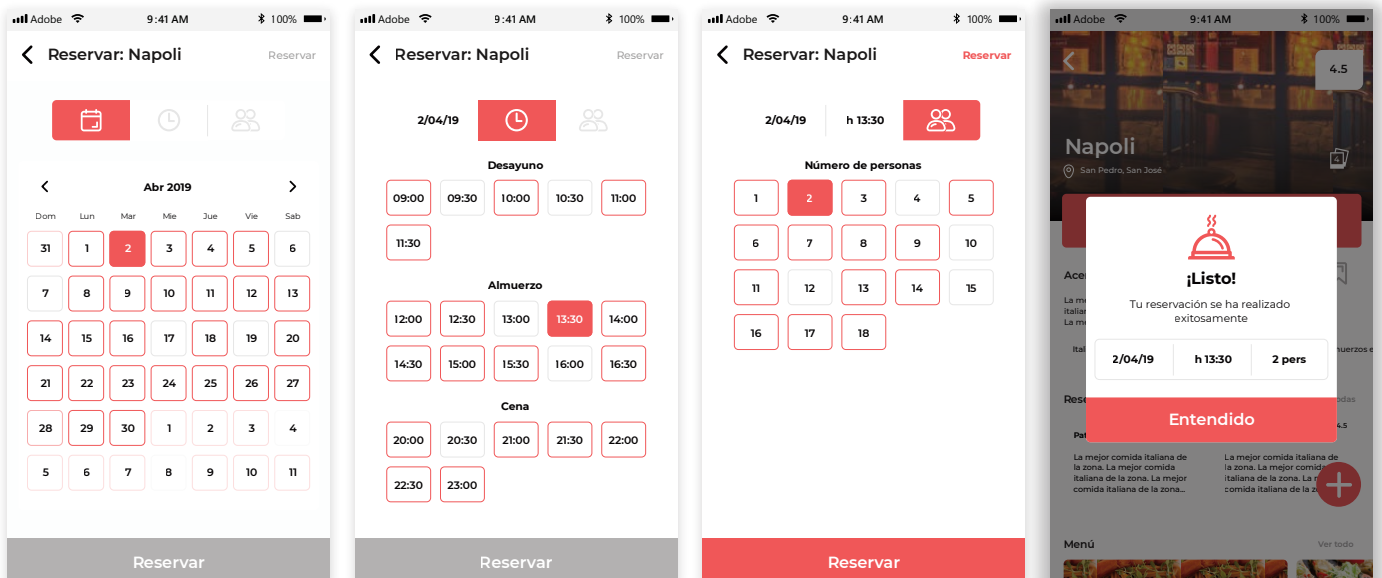 Adobe 9:41 AM 100%
Reservar: Napoli Reservar
Abr 2019
Dom Lun Mar Mie Jue Vie Sab
31 1 2 3 4 5 6
7 8 9 10 11 12 13
14 15 16 17 18 19 20
21 22 23 24 25 26 27
28 29 30 1 2 3 4
5 6 7 8 9 10 11
Reservar
Adobe 9:41 AM 100%
Reservar: Napoli Reservar
2/04/19
Desayuno
09:00 09:30 10:00 10:30 11:00
11:30
Almuerzo
12:00 12:30 13:00 13:30 14:00
14:30 15:00 15:30 16:00 16:30
Cena
20:00 20:30 21:00 21:30 22:00
22:30 23:00
Reservar
Adobe 9:41 AM 100%
Reservar: Napoli Reservar
2/04/19 h 13:30
Número de personas
1 2 3 4 5
6 7 8 9 10
11 12 13 14 15
16 17 18
Reservar
Adobe 9:41 AM 100%
4.5
Napoli
4
San Pedro, San José
¡Listo!
Tu reservación se ha realizado
exitosamente
2/04/19 h 13:30 2 pers
Entendido
4.5
La mejor comida italiana de
la zona. La mejor comida
italiana de la zona. La mejor
comida italiana de la zona...
La mejor comida italiana de
la zona. La mejor comida
italiana de la zona. La
comida italiana de la
Menú Ver todo